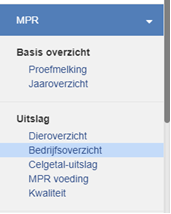 MPR
Basis overzicht
Proefmelking
Jaaroverzicht
Uitslag
Dieroverzicht
Bedrijfsoverzicht
Celgetal-uitslag
MPR voeding
Kwaliteit